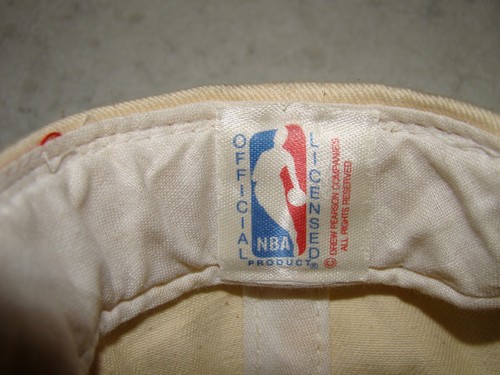 OFFICIAL
LICENSED
NBA
PRODUCT®
© DREW PEARSON COMPANIES
ALL RIGHTS RESERVED